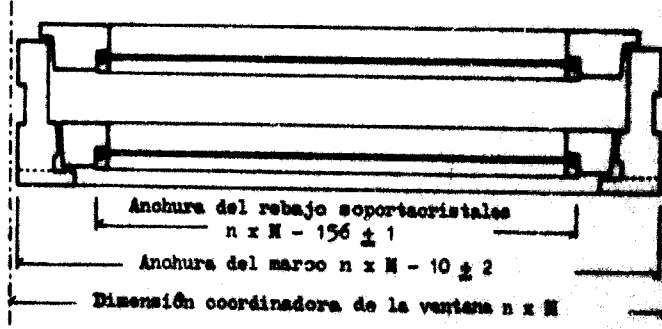 Anchura del rebajo soportacristales
n x M - 156 ± 1
Anchura del marco n x M - 10 ± 2
Dimensión coordinadora de la ventana n x M